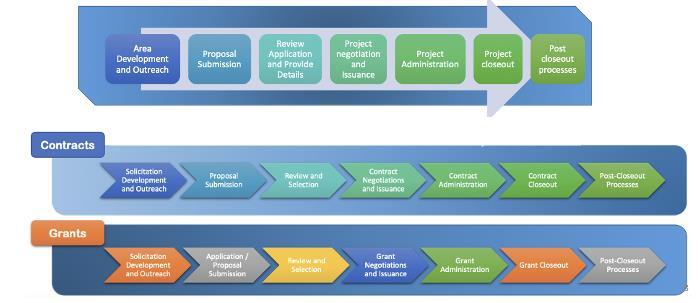 Area
Development
and Outreach
Proposal
Submission
Review
Application
and Provide
Details
Project
negotiation
and
Issuance
Project
Administration
Project
closeout
Post
closeout
processes
Contracts
Solicitation
Development
and Outreach
Proposal
Submission
Review and
Selection
Contract
Negotiations
and Issuance
Contract
Administration
Contract
Closeout
Post-Closeout
Processes
Grants
Solicitation
Development
and Outreach
Application /
Proposal
Submission
Review and
Selection
Grant
Negotiations
and Issuance
Grant
Administration
Grant Closeout
Post-Closeout
Processes